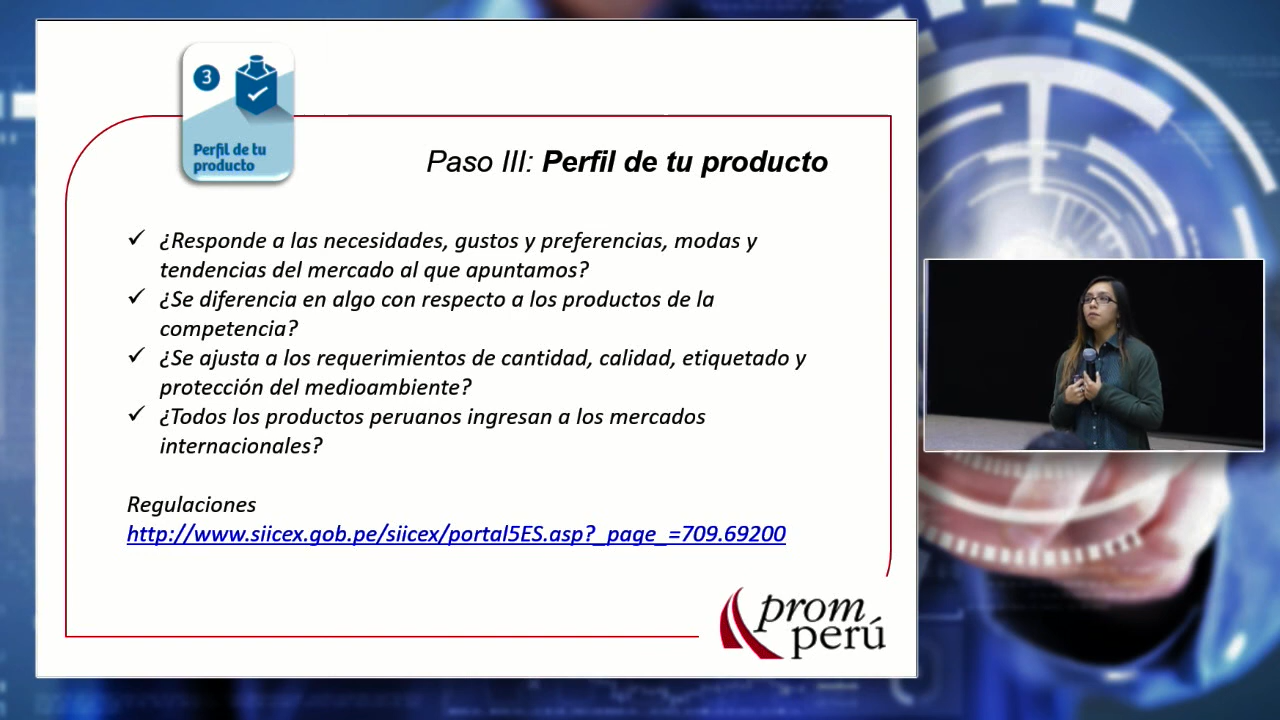 3
Perfil de tu
producto
Paso III: Perfil de tu producto
¿Responde a las necesidades, gustos y preferencias, modas y
tendencias del mercado al que apuntamos?
¿Se diferencia en algo con respecto a los productos de la
competencia?
¿Se ajusta a los requerimientos de cantidad, calidad, etiquetado y
protección del medioambiente?
¿Todos los productos peruanos ingresan a los mercados
internacionales?
Regulaciones
http://www.siicex.gob.pe/siicex/portal5ES.asp?_page_=709.69200
prom
perú